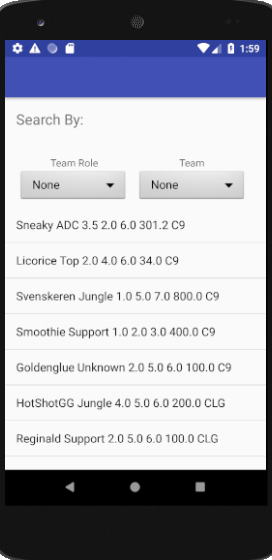 1:59
Search By:
Team Role Team
None None
Sneaky ADC 3.5 2.0 6.0 301.2 C9
Licorice Top 2.0 4.0 6.0 34.0 C9
Svenskeren Jungle 1.0 5.0 7.0 800.0 C9
Smoothie Support 1.0 2.0 3.0 400.0 C9
Goldenglue Unknown 2.0 5.0 6.0 100.0 C9
HotShotGG Jungle 4.0 5.0 6.0 200.0 CLG
Reginald Support 2.0 5.0 6.0 100.0 CLG